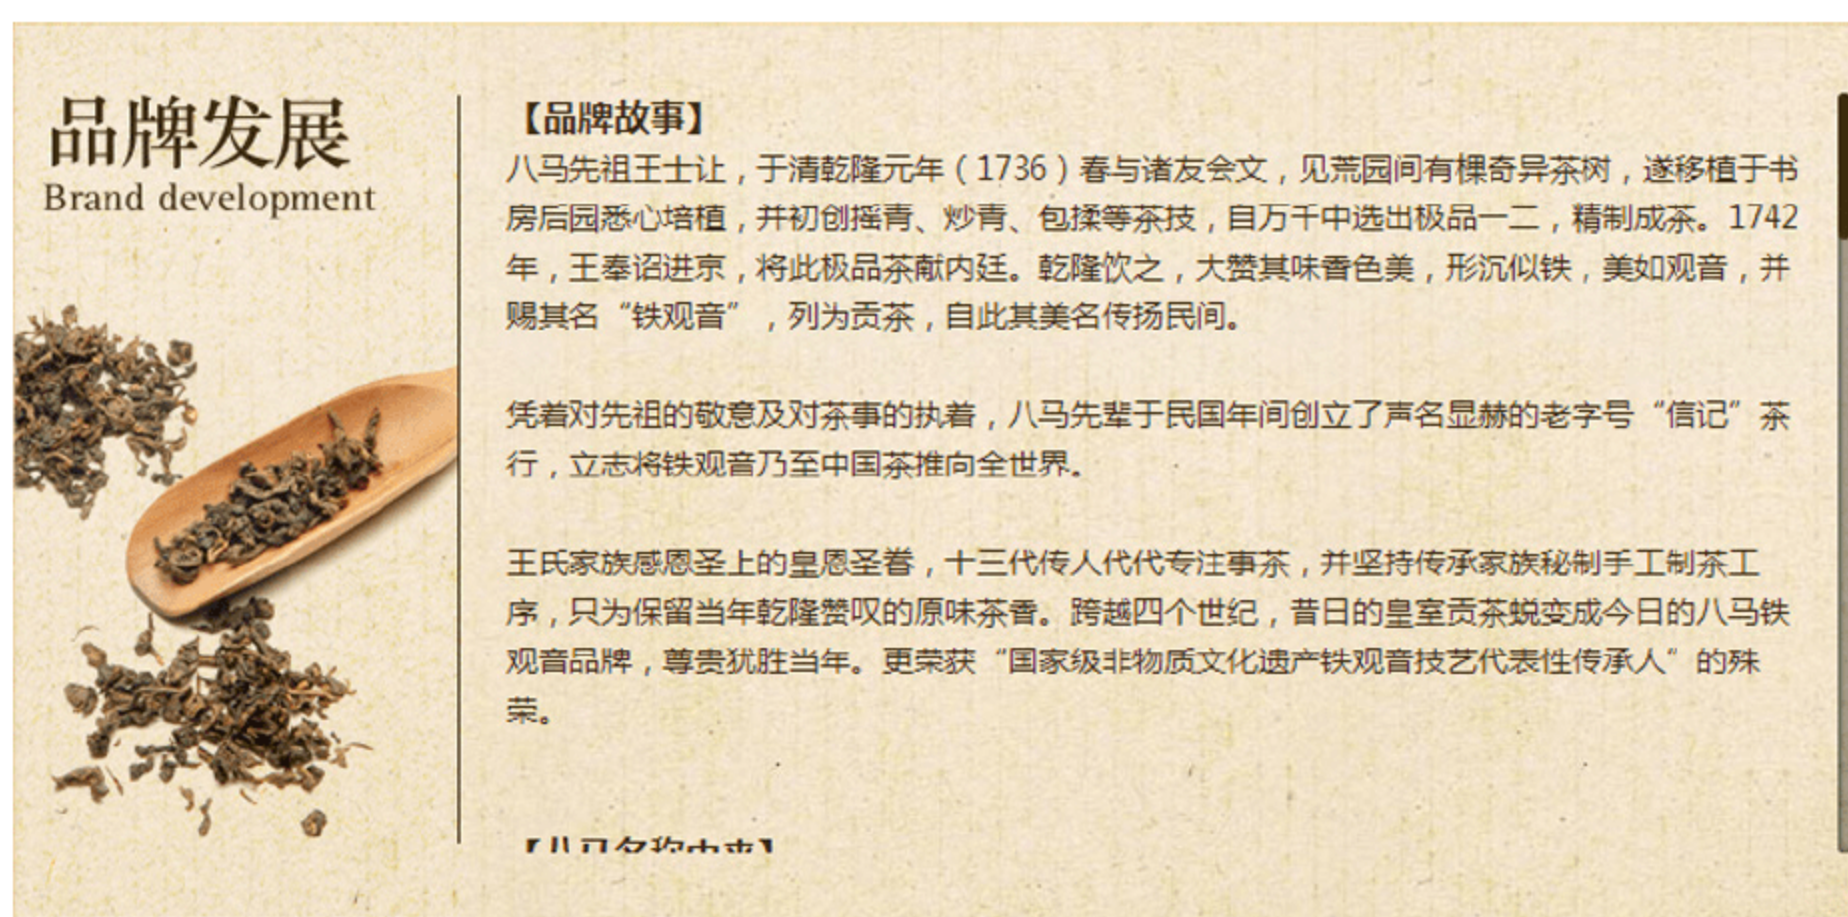 品牌发展
Brand development
【品牌故事】
八马先祖王士让，于清乾隆元年（1736）春与诸友会文，见荒园间有棵奇异茶树，遂移植于书
房后园悉心培植，并初创摇青、炒青、包揉等茶技，自万千中选出极品一二，精制成茶。1742
年，王奉诏进京，将此极品茶献内廷。乾隆饮之，大赞其味香色美，形沉似铁，美如观音，并
赐其名“铁观音”，列为贡茶，自此其美名传扬民间。
凭着对先祖的敬意及对茶事的执着，八马先辈于民国年间创立了声名显赫的老字号“信记”茶
行，立志将铁观音乃至中国茶推向全世界。
王氏家族感恩圣上的皇恩圣眷，十三代传人代代专注事茶，并坚持传承家族秘制手工制茶工
序，只为保留当年乾隆赞叹的原味茶香。跨越四个世纪，昔日的皇室贡茶蜕变成今日的八马铁
观音品牌，尊贵犹胜当年。更荣获“国家级非物质文化遗产铁观音技艺代表性传承人”的殊
荣。
【八马名称由来】